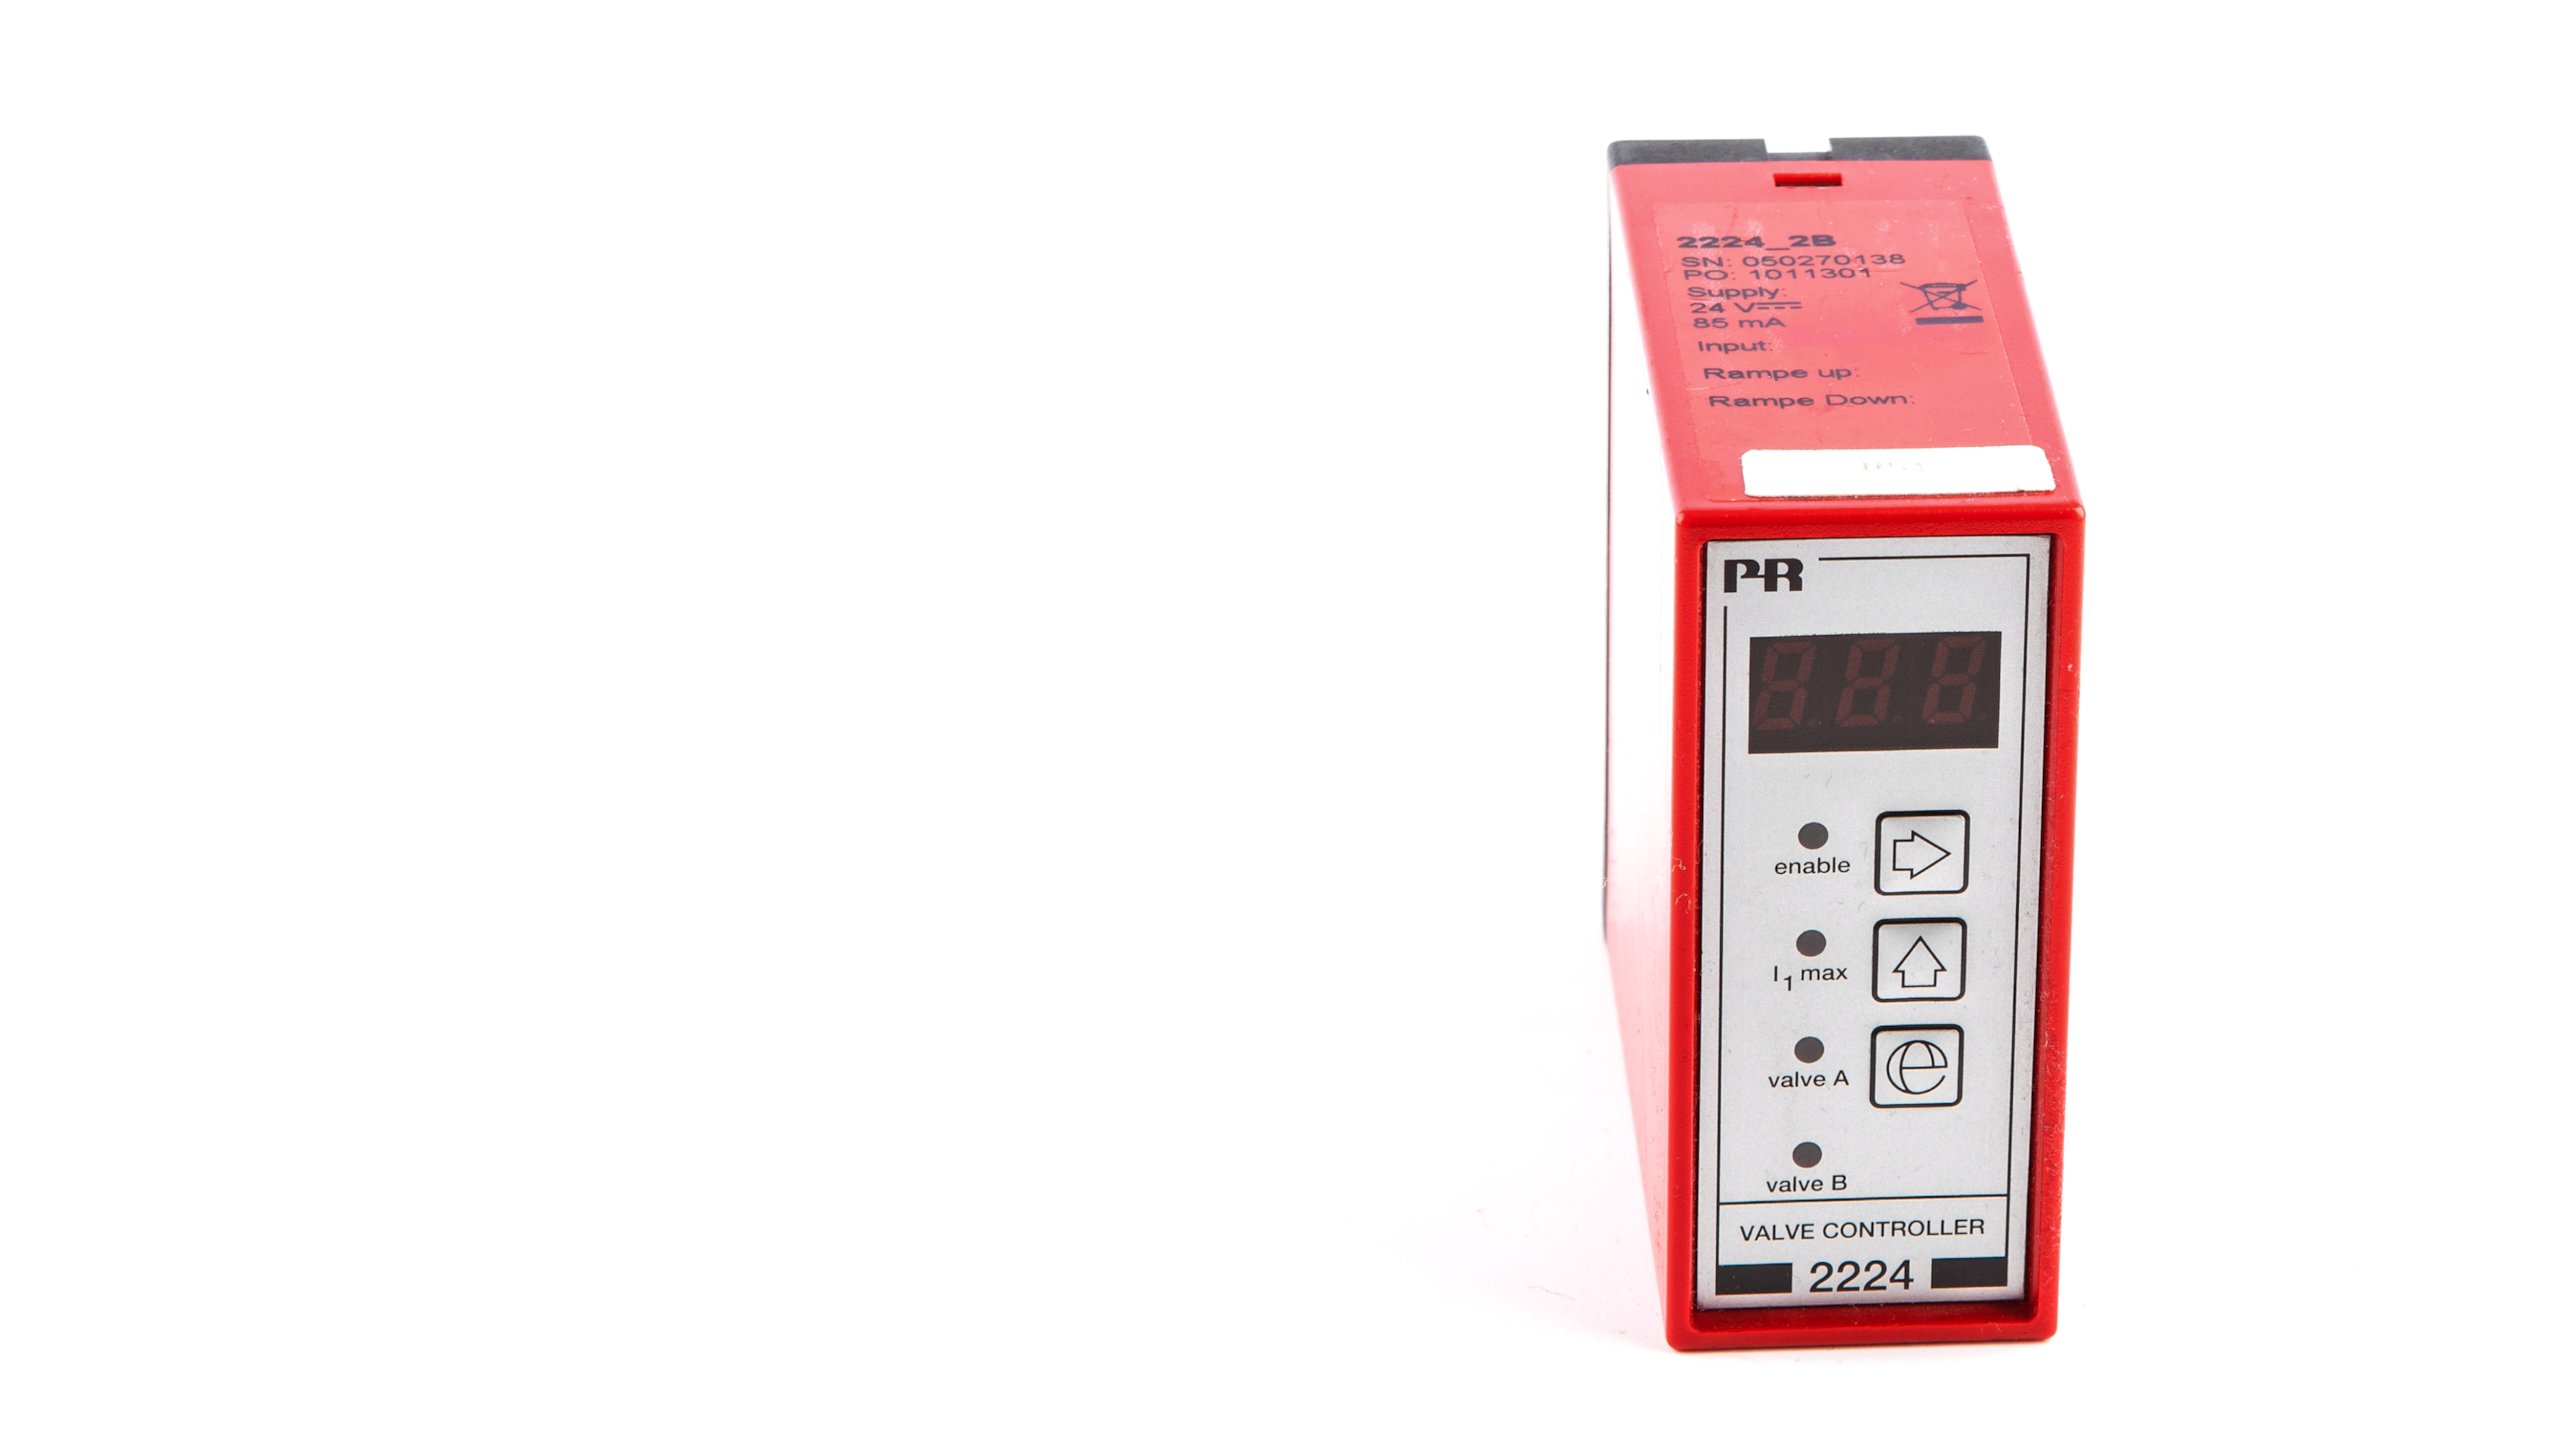 2224_2B
SN: 050270138
PO: 1011301
Supply:
24 V
85 mA
Input:
Rampe up:
Rampe Down:
PR
enable
I1 max
valve A
valve B
VALVE CONTROLLER
2224